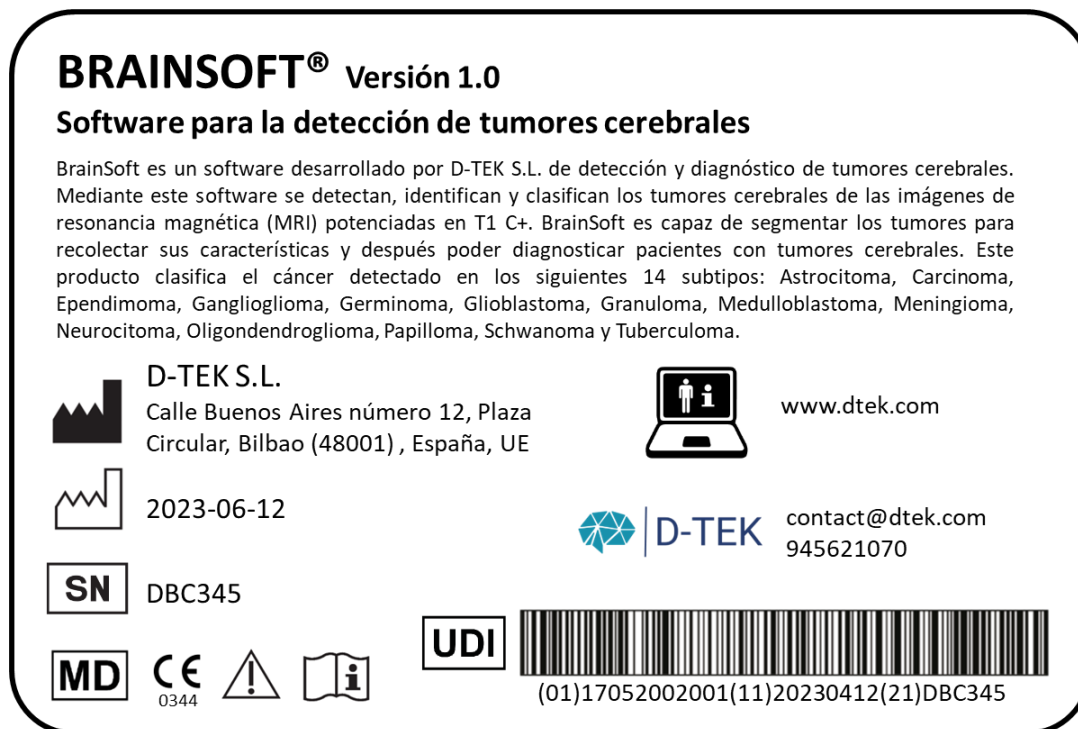 BRAINSOFT® Versión 1.0
Software para la detección de tumores cerebrales
BrainSoft es un software desarrollado por D-TEK S.L. de detección y diagnóstico de tumores cerebrales.
Mediante este software se detectan, identifican y clasifican los tumores cerebrales de las imágenes de
resonancia magnética (MRI) potenciadas en T1 C+. BrainSoft es capaz de segmentar los tumores para
recolectar sus características y después poder diagnosticar pacientes con tumores cerebrales. Este
producto clasifica el cáncer detectado en los siguientes 14 subtipos: Astrocitoma, Carcinoma,
Ependimoma, Ganglioglioma, Germinoma, Glioblastoma, Granuloma, Medulloblastoma, Meningioma,
Neurocitoma, Oligondendroglioma, Papilloma, Schwanoma y Tuberculoma.
D-TEK S.L.
Calle Buenos Aires número 12, Plaza
Circular, Bilbao (48001) , España, UE
www.dtek.com
2023-06-12
D-TEK
contact@dtek.com
945621070
SN DBC345
UDI
(01)17052002001(11)20230412(21)DBC345
MD CE
0344